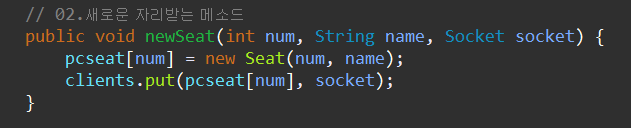 // 02.새로운 자리받는 메소드
public void newSeat(int num, String name, Socket socket) {
pcseat[num] = new Seat(num, name);
clients.put(pcseat[num], socket);
}